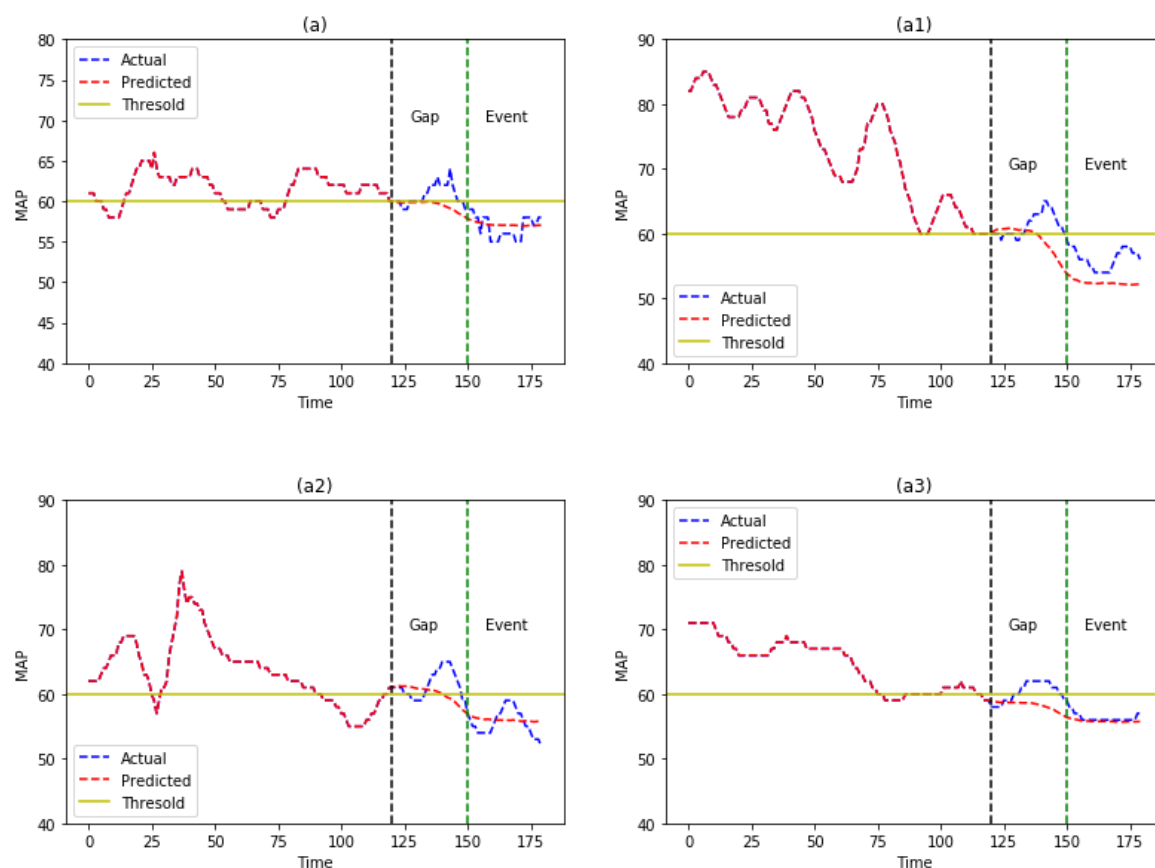 (a)
80
75
70
65
60
55
50
45
40
MAP
Actual
Predicted
Thresold
Gap
Event
0 25 50 75 100 125 150 175
Time
(a1)
90
80
70
60
50
40
MAP
Gap
Event
Actual
Predicted
Thresold
0 25 50 75 100 125 150 175
Time
(a2)
90
80
70
60
50
40
MAP
Gap
Event
Actual
Predicted
Thresold
0 25 50 75 100 125 150 175
Time
(a3)
90
80
70
60
50
40
MAP
Actual
Predicted
Thresold
Gap
Event
0 25 50 75 100 125 150 175
Time